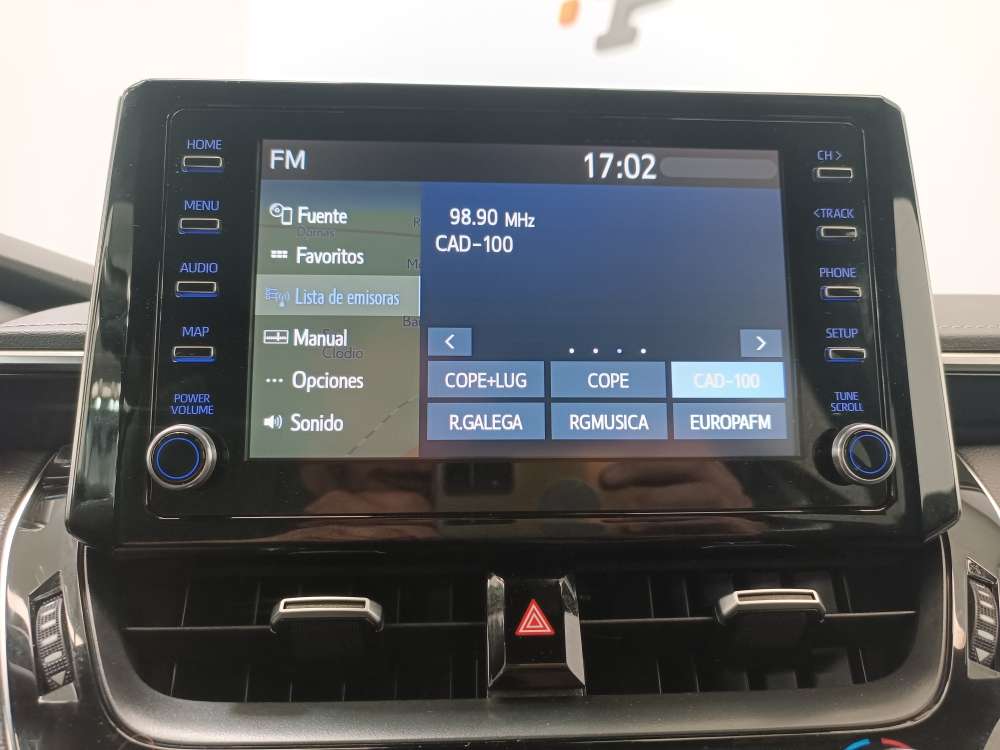 HOME
MENU
AUDIO
MAP
POWER
VOLUME
FM
17:02
Fuente
Favoritos
Lista de emisoras
Manual
Clodio
Opciones
Sonido
98.90 MHz
CAD-100
<
>
COPE+LUG
COPE
CAD-100
R.GALEGA
RGMUSICA
EUROPAFM
CH >
< TRACK
PHONE
SETUP
TUNE
SCROLL